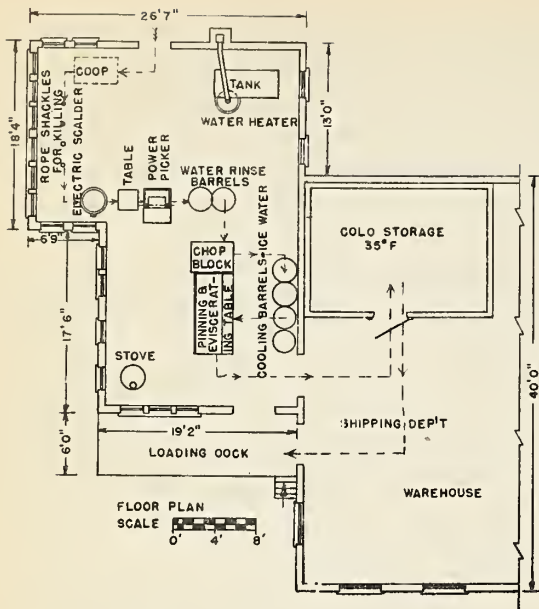 26'7"
COOP
TANK
WATER HEATER
13'0"
18'4"
ROPE SHACKLES
FOR KILLING
ELECTRIC SCALDER
TABLE
POWER
PICKER
WATER RINSE
BARRELS
6'9"
CHOP
BLOCK
PINNING &
EVISCERAT-
ING TABLE
COOLING BARRELS-ICE WATER
COLD STORAGE
35°F
17'6"
STOVE
40'0"
19'2"
6'0"
LOADING DOCK
SHIPPING DEP'T
WAREHOUSE
FLOOR PLAN
SCALE
0' 4' 8'